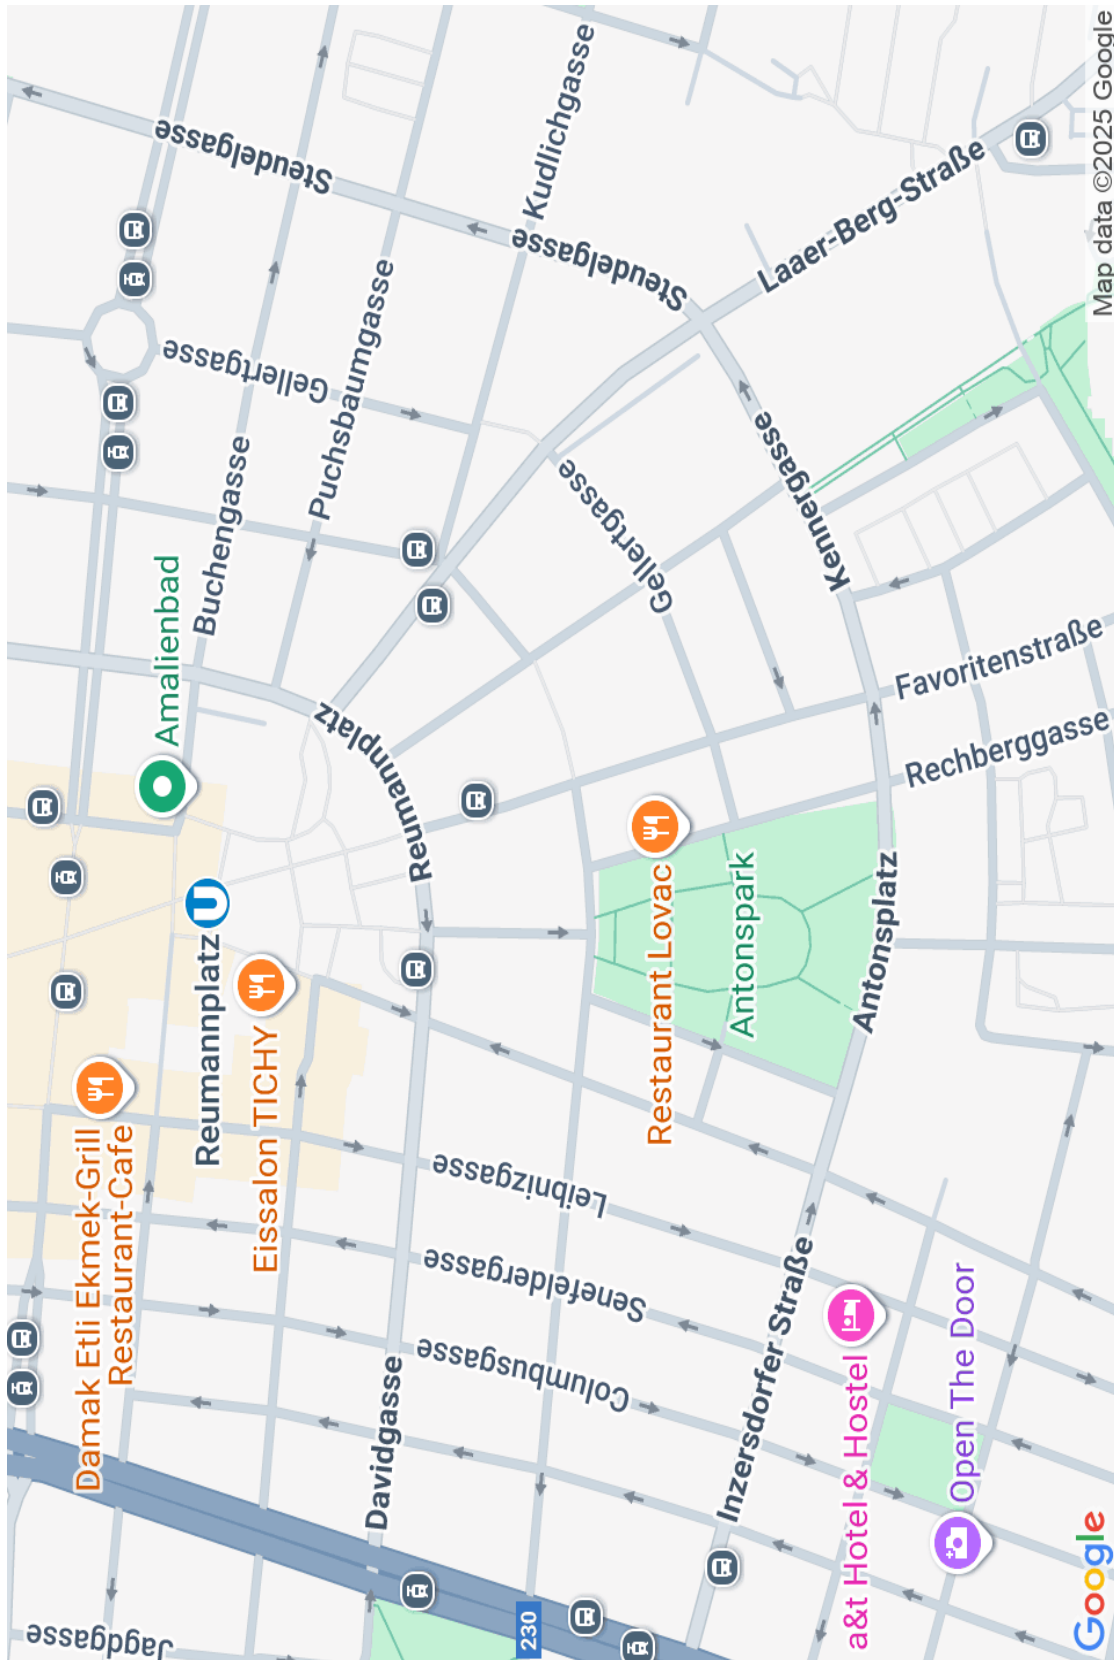 Jagdgasse
Damak Etli Ekmek-Grill
Restaurant-Cafe
Reumannplatz
U
Eissalon TICHY
Amalienbad
Buchengasse
Steudelgasse
Gellertgasse
Puchsbaumgasse
Steudelgasse
Kudlichgasse
Reumannplatz
Davidgasse
Leibnizgasse
Senefeldergasse
Columbusgasse
230
Gellertgasse
Laaer-Berg-Straße
Restaurant Lovac
Antonspark
Kennergasse
Inzersdorfer Straße
Antonsplatz
Favoritenstraße
Rechberggasse
a&t Hotel & Hostel
Open The Door
Google
Map data ©2025 Google